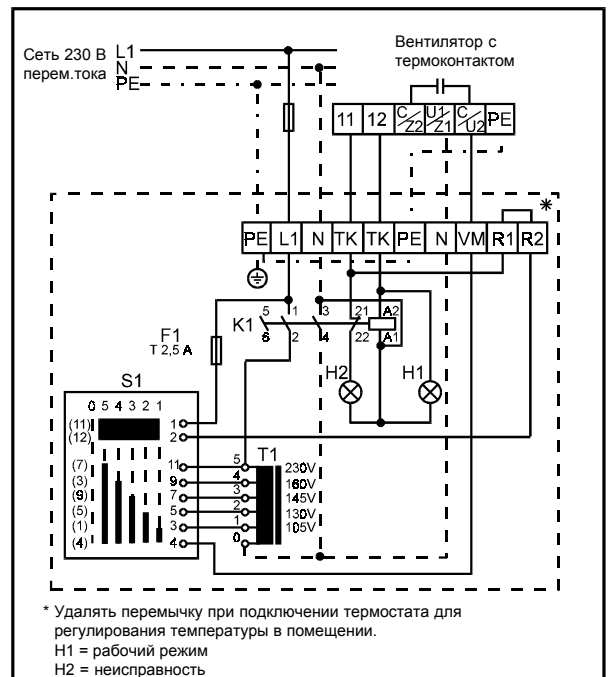 Сеть 230 В
перем.тока
L1
N
PE
Вентилятор с
термоконтактом
11 12 C/Z2 U1/Z1 C/U2 PE
*
PE L1 N TK TK PE N VM R1 R2
K1
5 1 3 21 A2
6 2 4 22 A1
F1
T 2,5 A
H2 H1
S1
0 5 4 3 2 1
(11) 1
(12) 2
T1
(7) 11 5 230V
(3) 9 4 160V
(9) 7 3 145V
(5) 5 2 130V
(1) 3 1 105V
(4) 4 0
* Удалять перемычку при подключении термостата для
регулирования температуры в помещении.
H1 = рабочий режим
H2 = неисправность